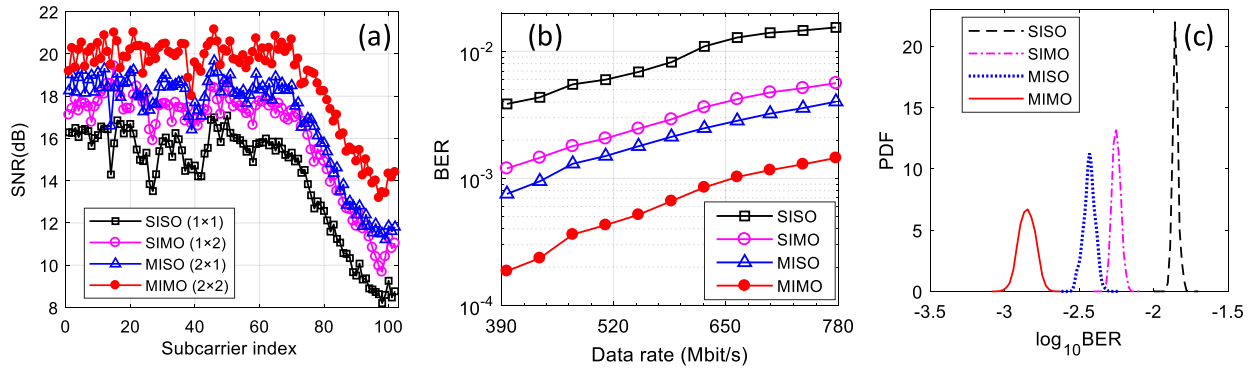 (a)
22
20
18
16
14
12
10
8
SNR(dB)
SISO (1×1)
SIMO (1×2)
MISO (2×1)
MIMO (2×2)
0 20 40 60 80 100
Subcarrier index
(b)
10-2
10-3
10-4
BER
SISO
SIMO
MISO
MIMO
390 520 650 780
Data rate (Mbit/s)
(c)
20
15
10
5
0
PDF
SISO
SIMO
MISO
MIMO
-3.5 -3 -2.5 -2 -1.5
log10BER